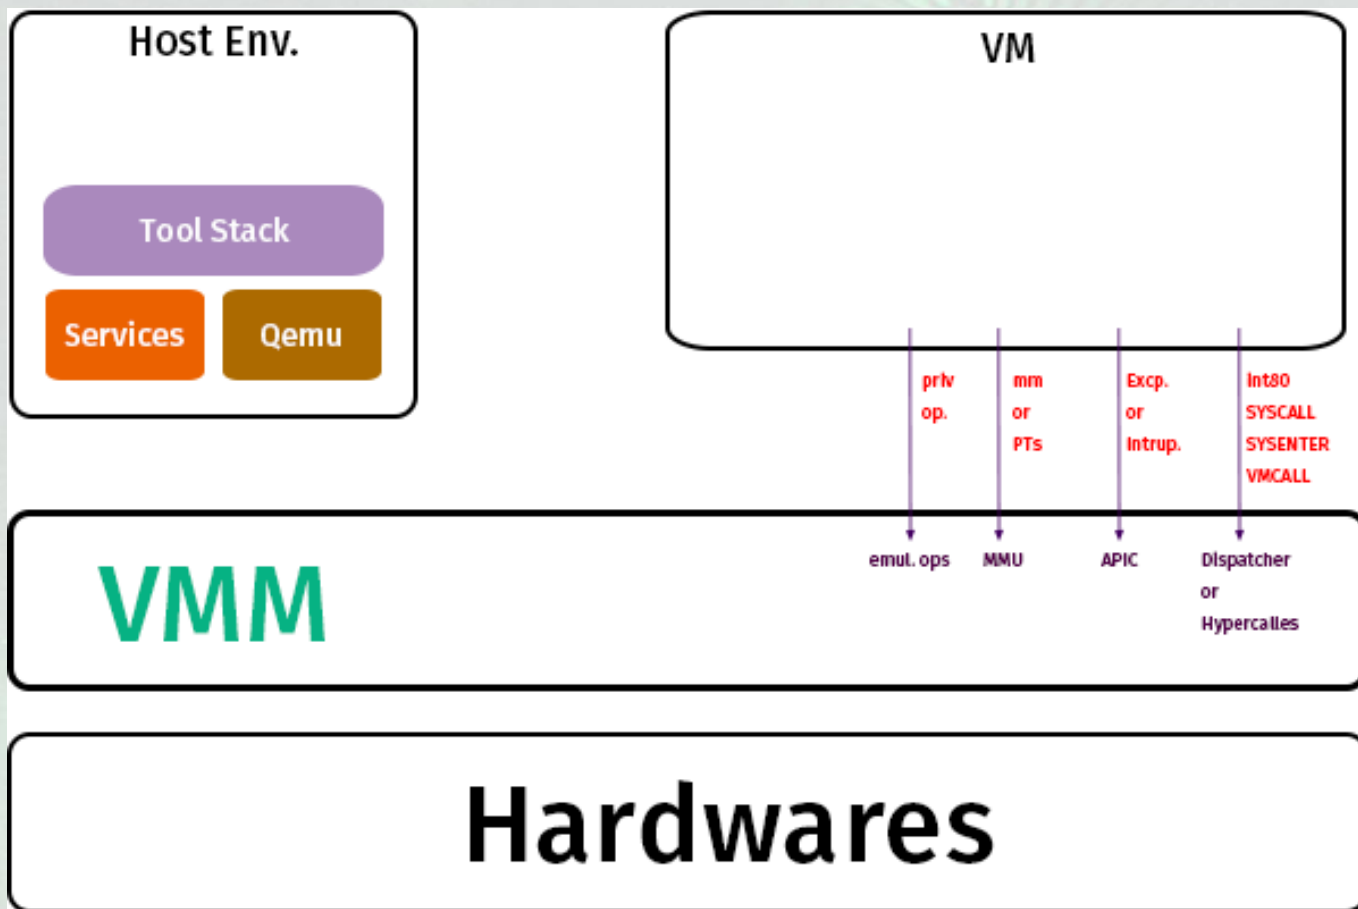 Host Env.
VM
Tool Stack
Services
Qemu
priv
op.
mm
or
PTs
Excp.
or
Intrup.
Int80
SYSCALL
SYSENTER
VMCALL
VMM
emul. ops
MMU
APIC
Dispatcher
or
Hypercalles
Hardwares